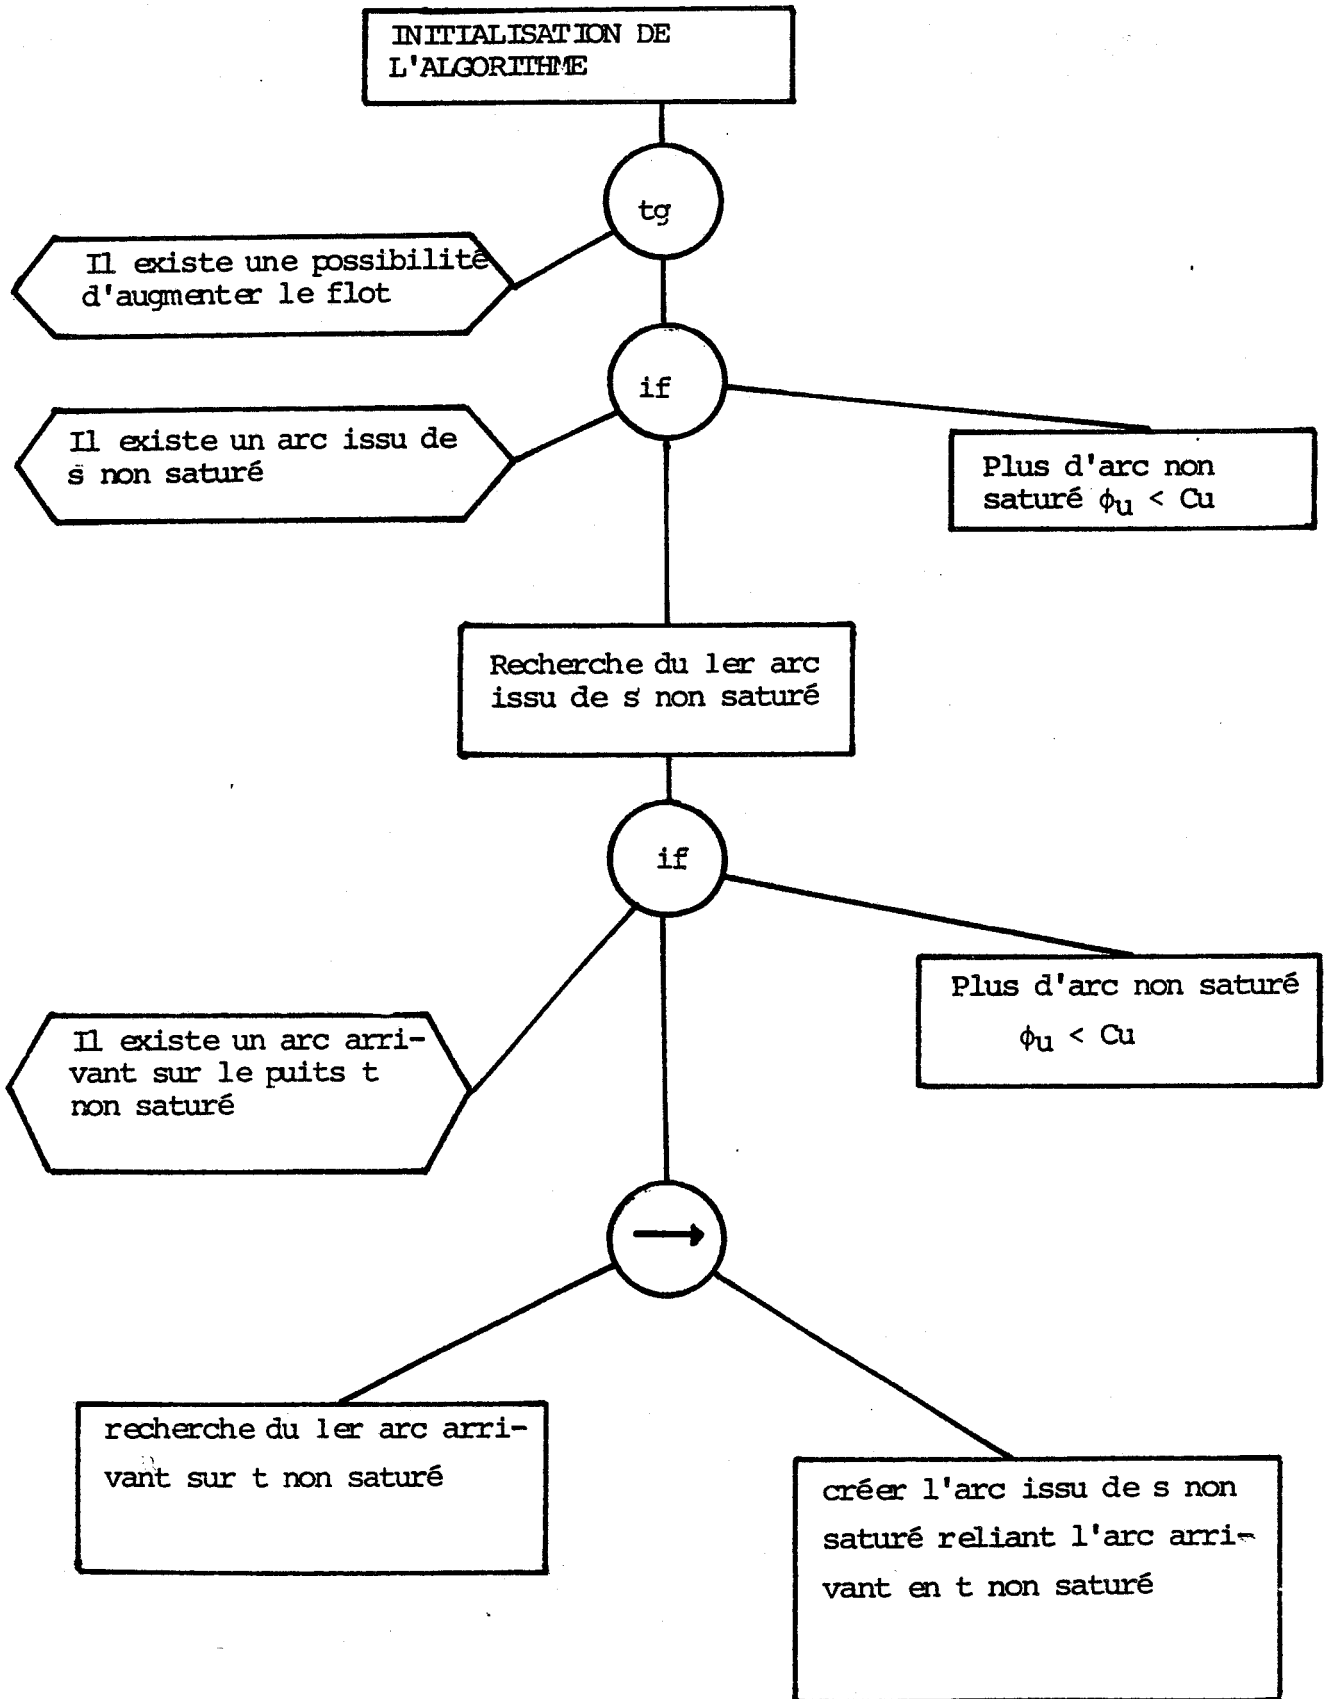 INITIALISATION DE
L'ALGORITHME
tg
Il existe une possibilité
d'augmenter le flot
if
Il existe un arc issu de
s non saturé
Plus d'arc non
saturé ϕu < Cu
Recherche du 1er arc
issu de s non saturé
if
Plus d'arc non saturé
ϕu < Cu
Il existe un arc arri-
vant sur le puits t
non saturé
recherche du 1er arc arri-
vant sur t non saturé
créer l'arc issu de s non
saturé reliant l'arc arri-
vant en t non saturé